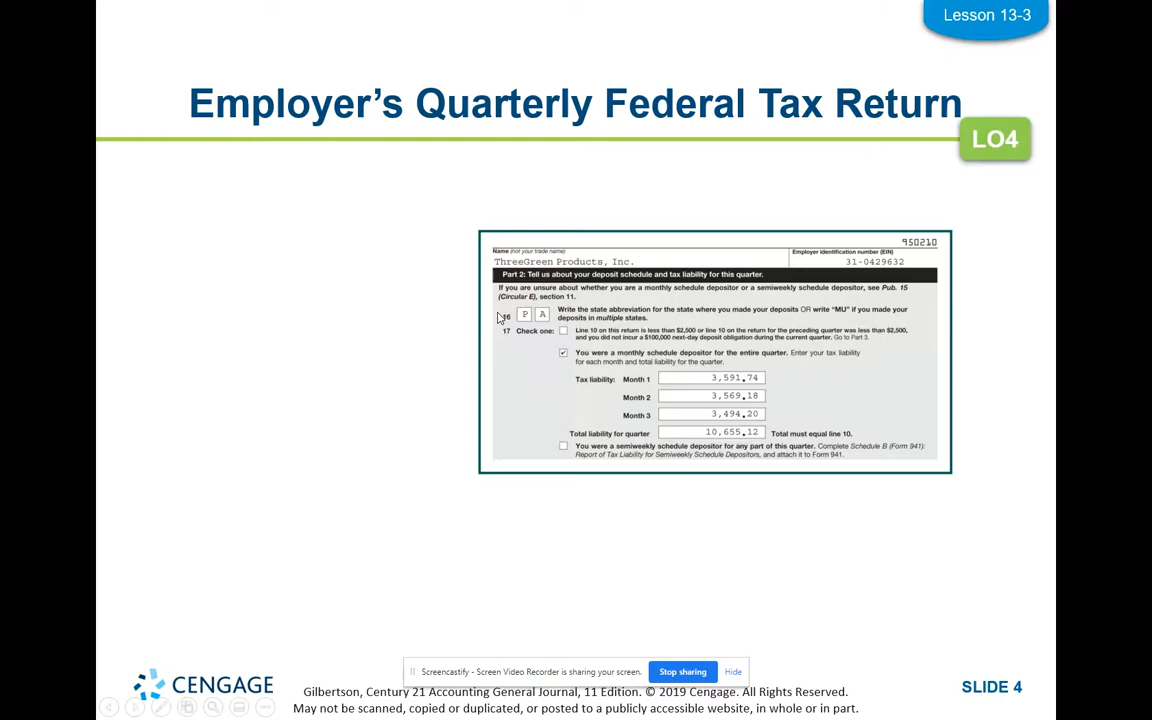 Lesson 13-3
Employer's Quarterly Federal Tax Return
LO4
950210
Name (not your trade name)
Employer identification number (EIN)
ThreeGreen Products, Inc.
31-0429632
Part 2: Tell us about your deposit schedule and tax liability for this quarter.
If you are unsure about whether you are a monthly schedule depositor or a semiweekly schedule depositor, see Pub. 15
(Circular E), section 11.
16 P A Write the state abbreviation for the state where you made your deposits OR write "MU" if you made your
deposits in multiple states.
17 Check one: Line 10 on this return is less than $2,500 or line 10 on the return for the preceding quarter was less than $2,500,
and you did not incur a $100,000 next-day deposit obligation during the current quarter. Go to Part 3.
✔ You were a monthly schedule depositor for the entire quarter. Enter your tax liability
for each month and total liability for the quarter.
Tax liability: Month 1 3,591.74
Month 2 3,569.18
Month 3 3,494.20
Total liability for quarter 10,655.12 Total must equal line 10.
You were a semiweekly schedule depositor for any part of this quarter. Complete Schedule B (Form 941):
Report of Tax Liability for Semiweekly Schedule Depositors, and attach it to Form 941.
Screencastify - Screen Video Recorder is sharing your screen. Stop sharing Hide
CENGAGE
Gilbertson, Century 21 Accounting General Journal, 11 Edition. © 2019 Cengage. All Rights Reserved.
May not be scanned, copied or duplicated, or posted to a publicly accessible website, in whole or in part.
SLIDE 4